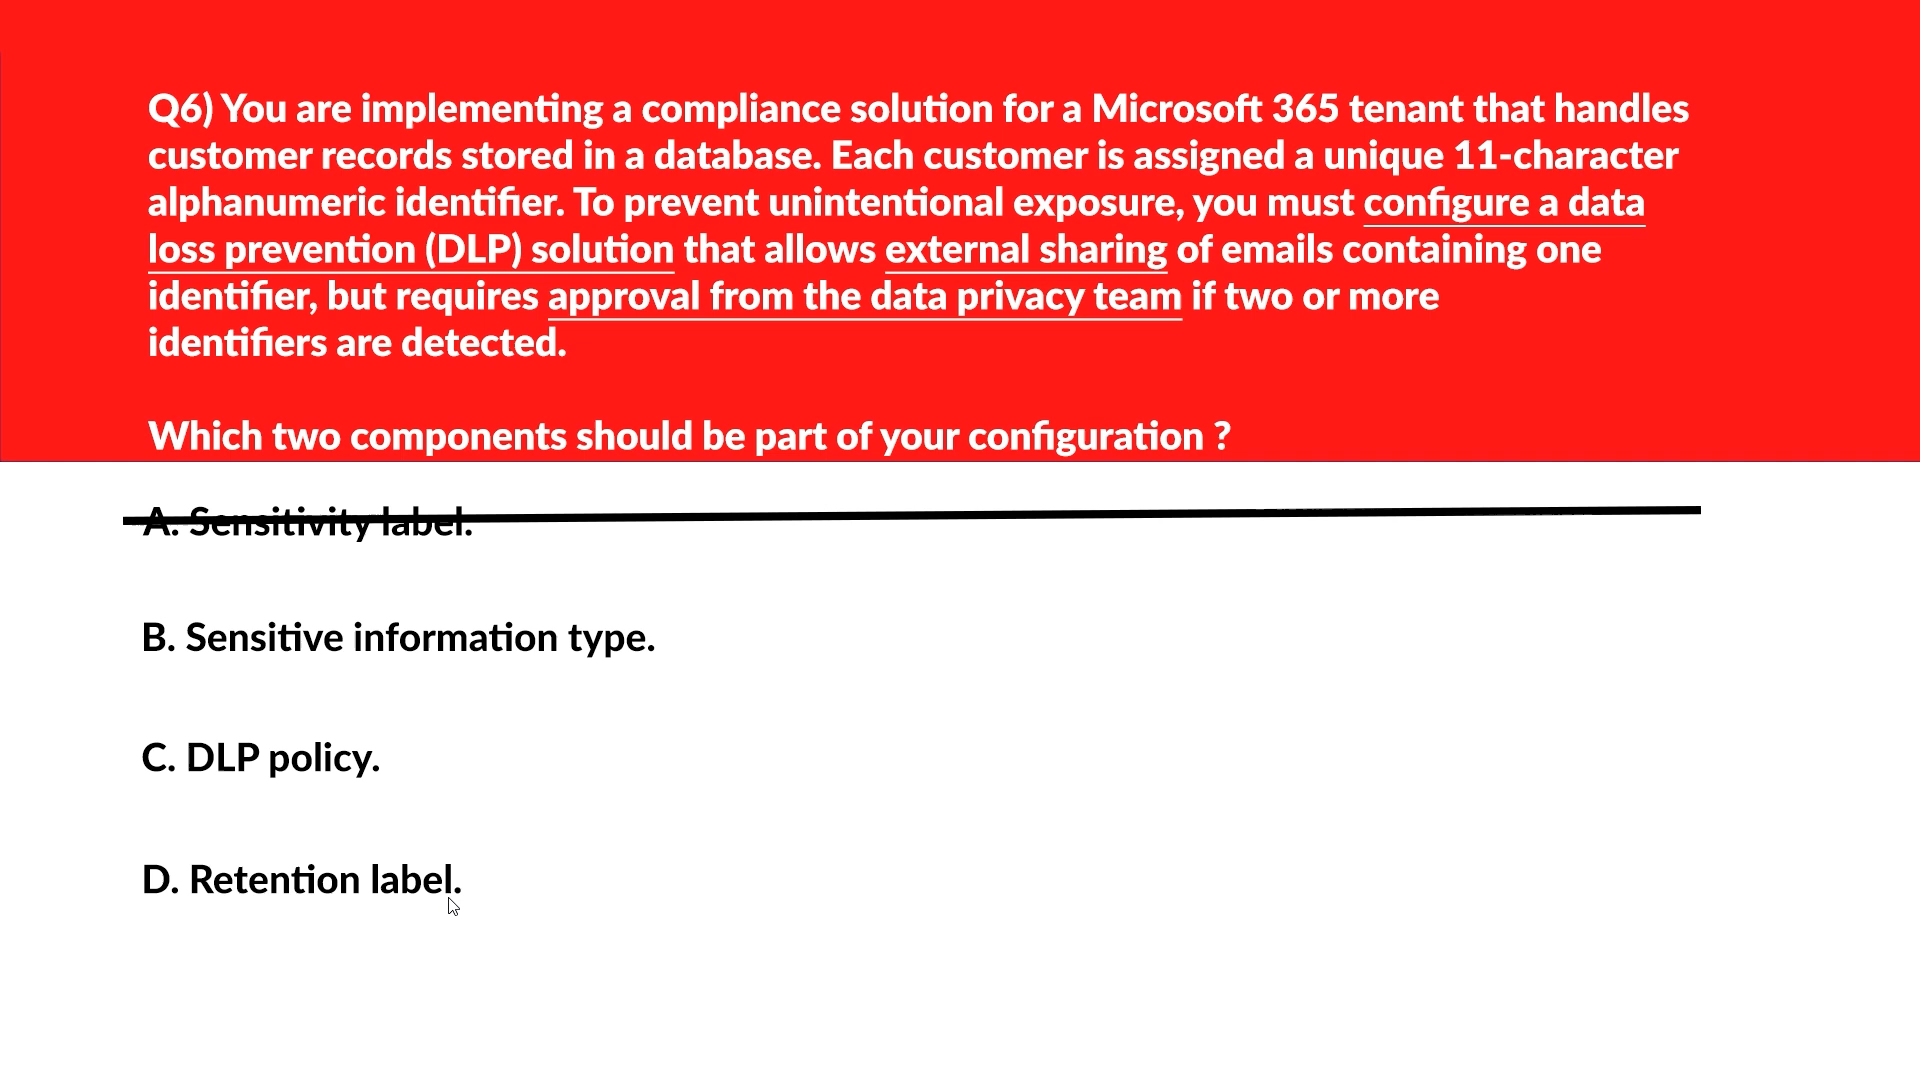 Q6) You are implementing a compliance solution for a Microsoft 365 tenant that handles
customer records stored in a database. Each customer is assigned a unique 11-character
alphanumeric identifier. To prevent unintentional exposure, you must configure a data
loss prevention (DLP) solution that allows external sharing of emails containing one
identifier, but requires approval from the data privacy team if two or more
identifiers are detected.
Which two components should be part of your configuration ?
A. Sensitivity label.
B. Sensitive information type.
C. DLP policy.
D. Retention label.